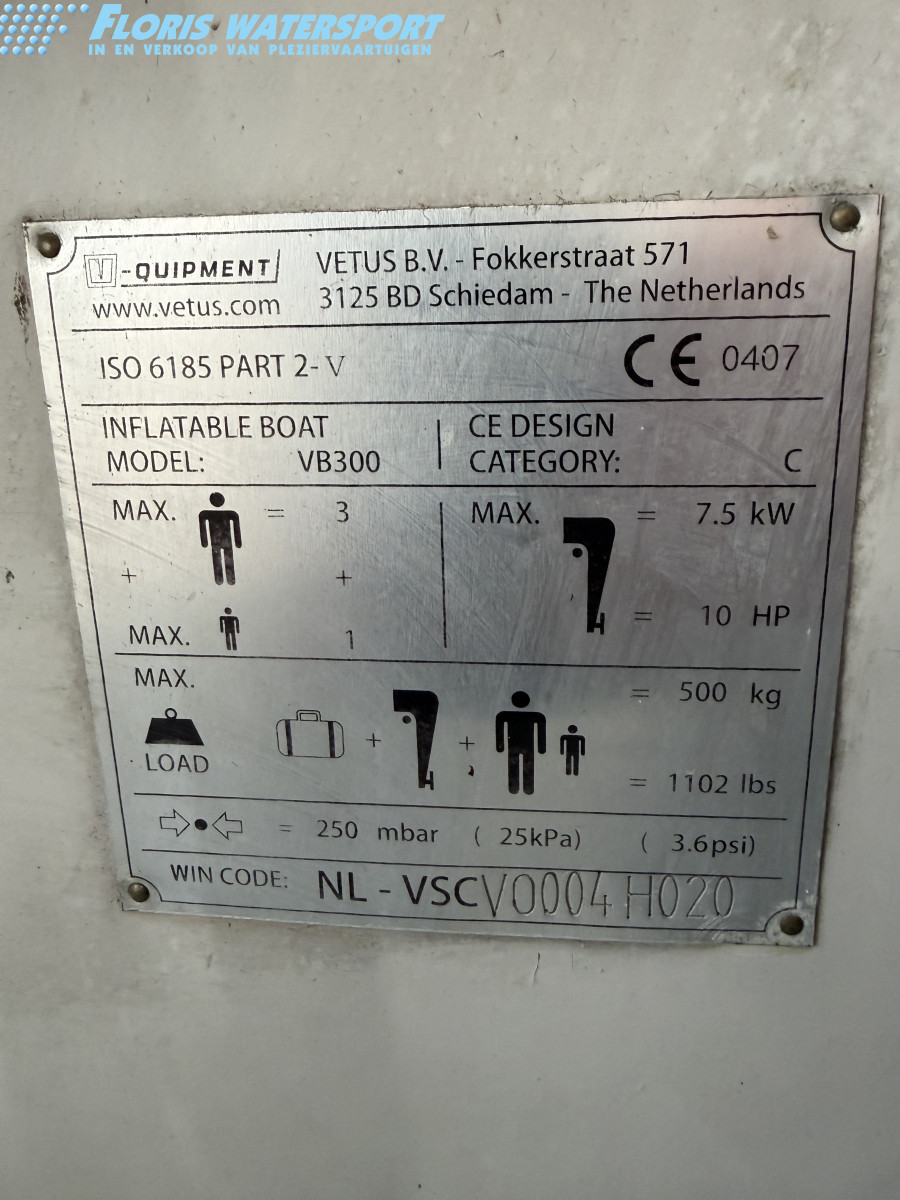 FLORIS WATERSPORT
IN EN VERKOOP VAN PLEZIERVAARTUIGEN
V-QUIPMENT
www.vetus.com
VETUS B.V. - Fokkerstraat 571
3125 BD Schiedam - The Netherlands
ISO 6185 PART 2- V
CE 0407
INFLATABLE BOAT
MODEL: VB300
CE DESIGN
CATEGORY: C
MAX. = 3
+ +
MAX. 1
MAX. = 7.5 kW
= 10 HP
MAX.
LOAD
+ + = 500 kg
= 1102 lbs
= 250 mbar ( 25kPa) ( 3.6psi)
WIN CODE: NL - VSCV0004H020